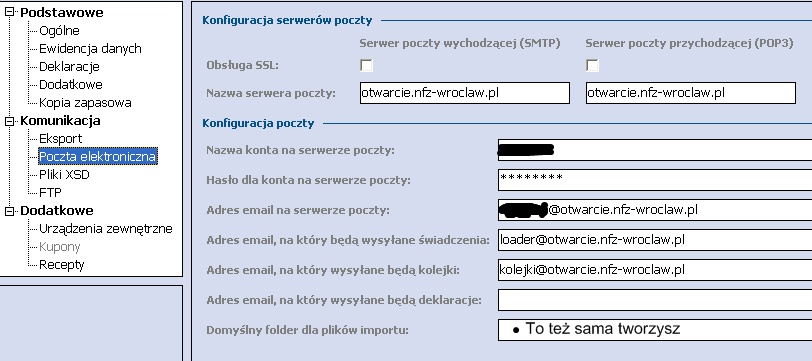 Podstawowe
Ogólne
Ewidencja danych
Deklaracje
Dodatkowe
Kopia zapasowa
Komunikacja
Eksport
Poczta elektroniczna
Pliki XSD
FTP
Dodatkowe
Urządzenia zewnętrzne
Kupony
Recepty
Konfiguracja serwerów poczty
Serwer poczty wychodzącej (SMTP) Serwer poczty przychodzącej (POP3)
Obsługa SSL:
Nazwa serwera poczty: otwarcie.nfz-wroclaw.pl otwarcie.nfz-wroclaw.pl
Konfiguracja poczty
Nazwa konta na serwerze poczty:
Hasło dla konta na serwerze poczty: ********
Adres email na serwerze poczty: @otwarcie.nfz-wroclaw.pl
Adres email, na który będą wysyłane świadczenia: loader@otwarcie.nfz-wroclaw.pl
Adres email, na który wysyłane będą kolejki: kolejki@otwarcie.nfz-wroclaw.pl
Adres email, na który wysyłane będą deklaracje:
Domyślny folder dla plików importu: • To też sama tworzysz